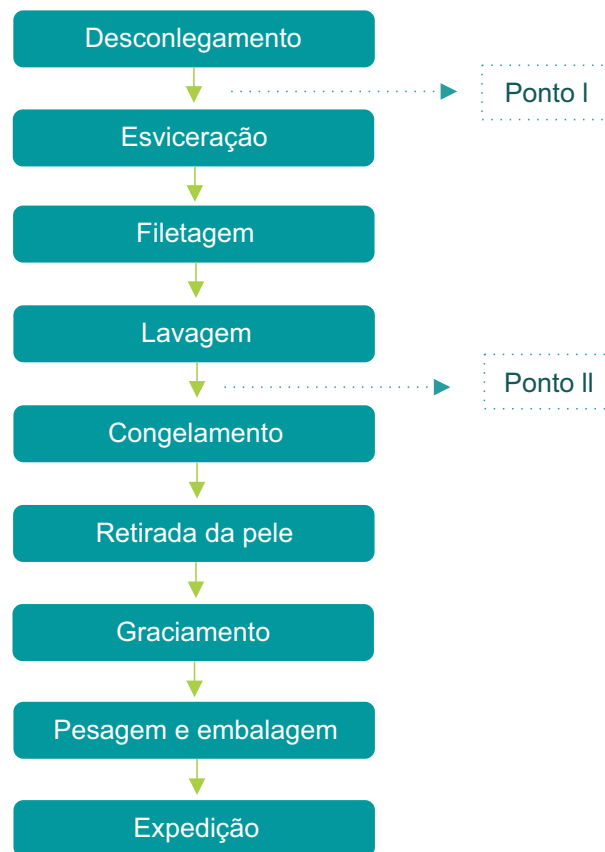 Desconlegamento
Ponto I
Esviceração
Filetagem
Lavagem
Ponto II
Congelamento
Retirada da pele
Graciamento
Pesagem e embalagem
Expedição